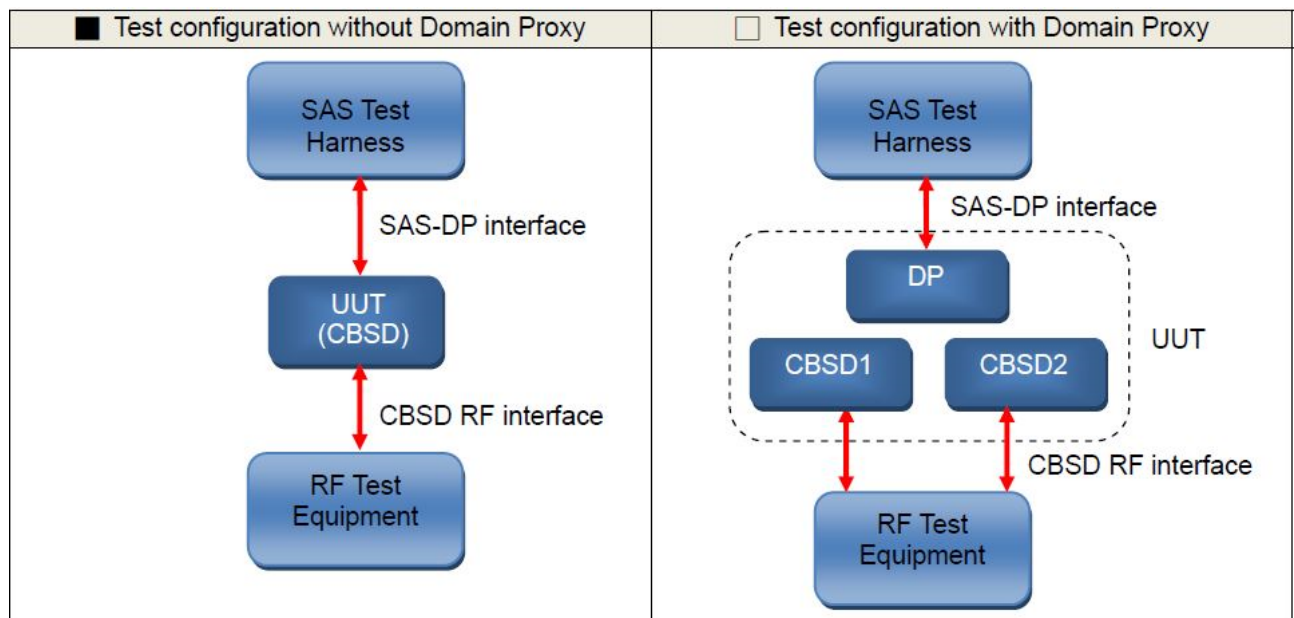 ■ Test configuration without Domain Proxy
SAS Test
Harness
SAS-DP interface
UUT
(CBSD)
CBSD RF interface
RF Test
Equipment
□ Test configuration with Domain Proxy
SAS Test
Harness
SAS-DP interface
DP
CBSD1
CBSD2
UUT
CBSD RF interface
RF Test
Equipment